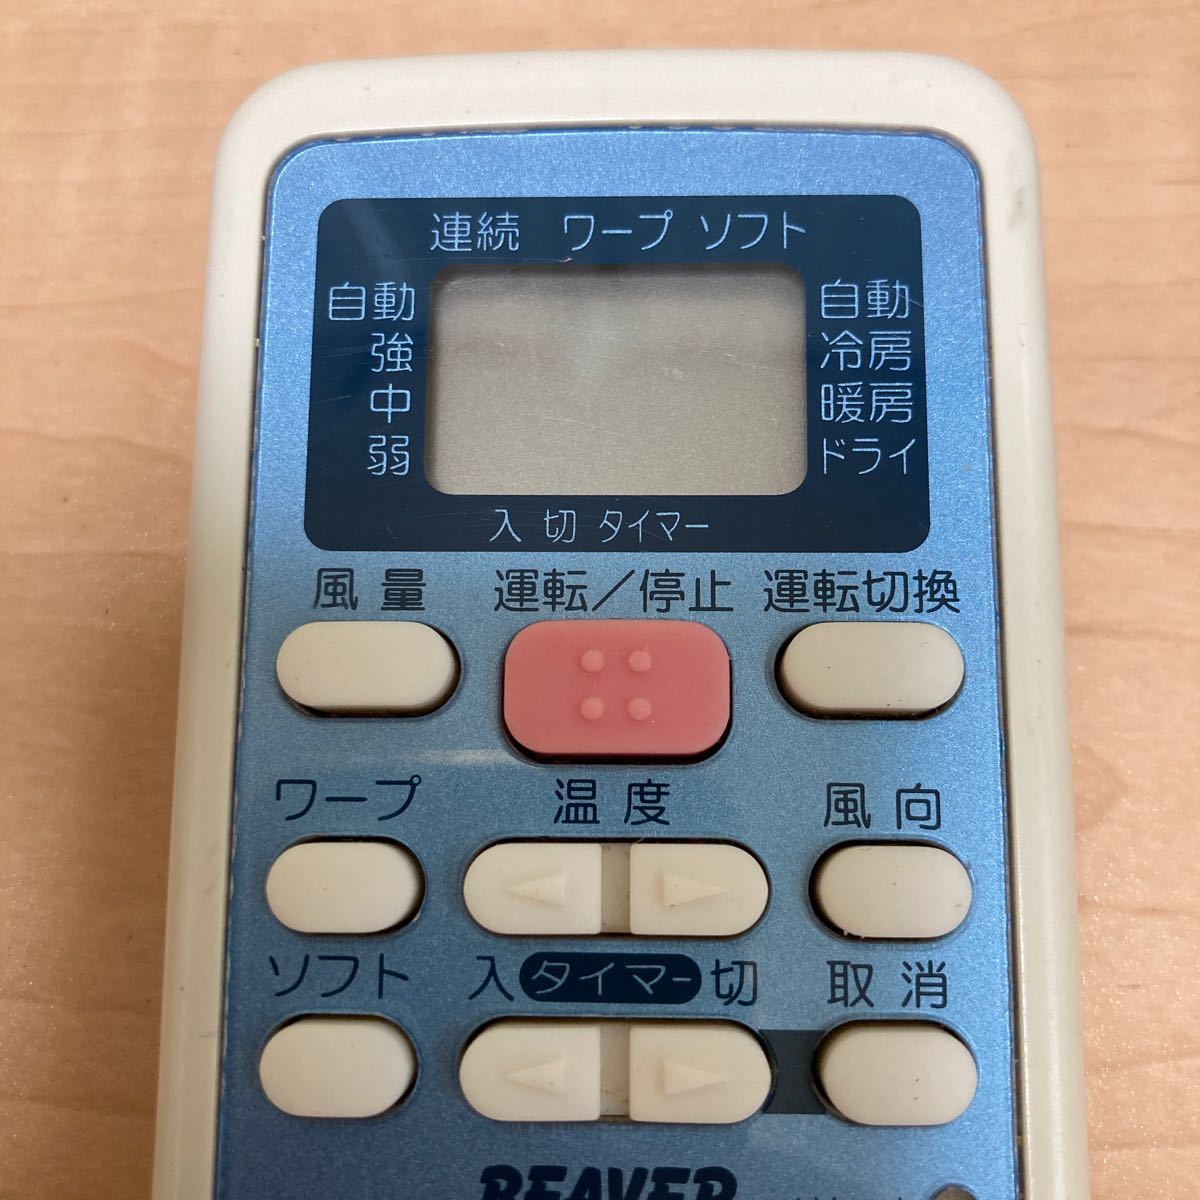 連続 ワープ ソフト
自動
強
中
弱
自動
冷房
暖房
ドライ
入 切 タイマー
風量 運転/停止 運転切換
ワープ 温度 風向
ソフト 入 タイマー 切 取消
BEAVER